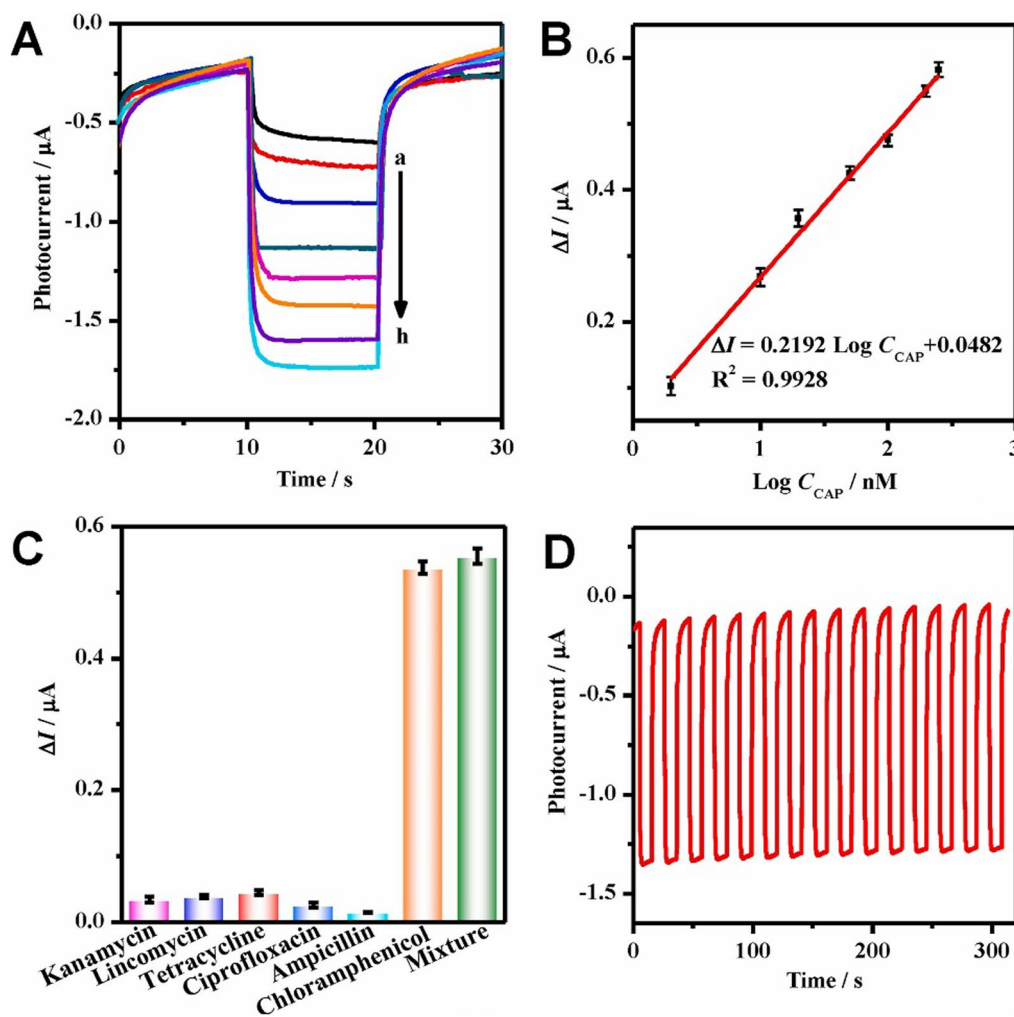 A
0.0
-0.5
-1.0
-1.5
-2.0
Photocurrent / μA
a
h
0
10
20
30
Time / s
B
0.6
0.4
0.2
ΔI / μA
ΔI = 0.2192 Log C_CAP+0.0482
R² = 0.9928
0
1
2
3
Log C_CAP / nM
C
0.6
0.4
0.2
0.0
ΔI / μA
Kanamycin
Lincomycin
Tetracycline
Ciprofloxacin
Ampicillin
Chloramphenicol
Mixture
D
0.0
-0.5
-1.0
-1.5
Photocurrent / μA
0
100
200
300
Time / s